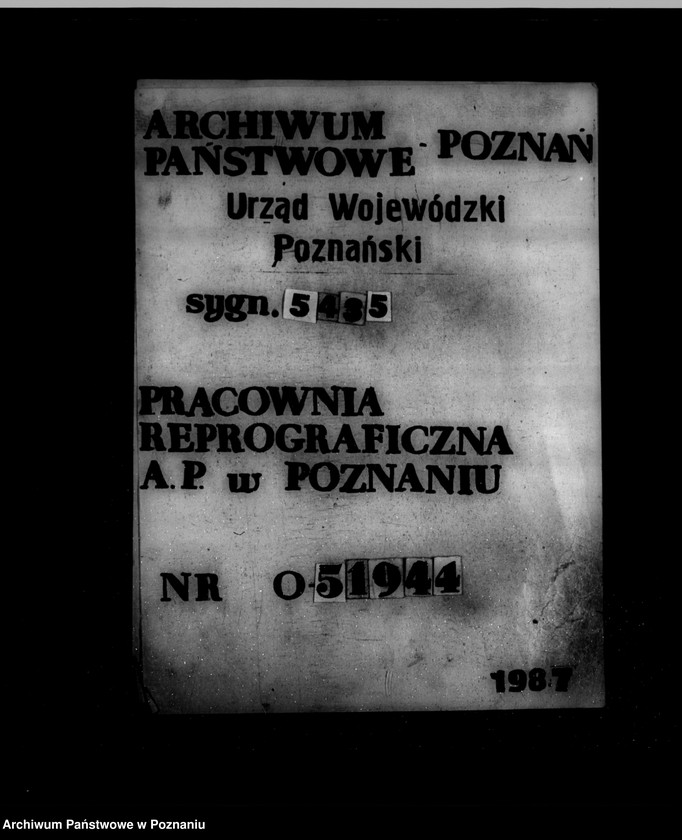 ARCHIWUM
PAŃSTWOWE - POZNAŃ
Urząd Wojewódzki
Poznański
sygn. 5435
PRACOWNIA
REPROGRAFICZNA
A.P. w POZNANIU
NR O-51944
1987
Archiwum Państwowe w Poznaniu